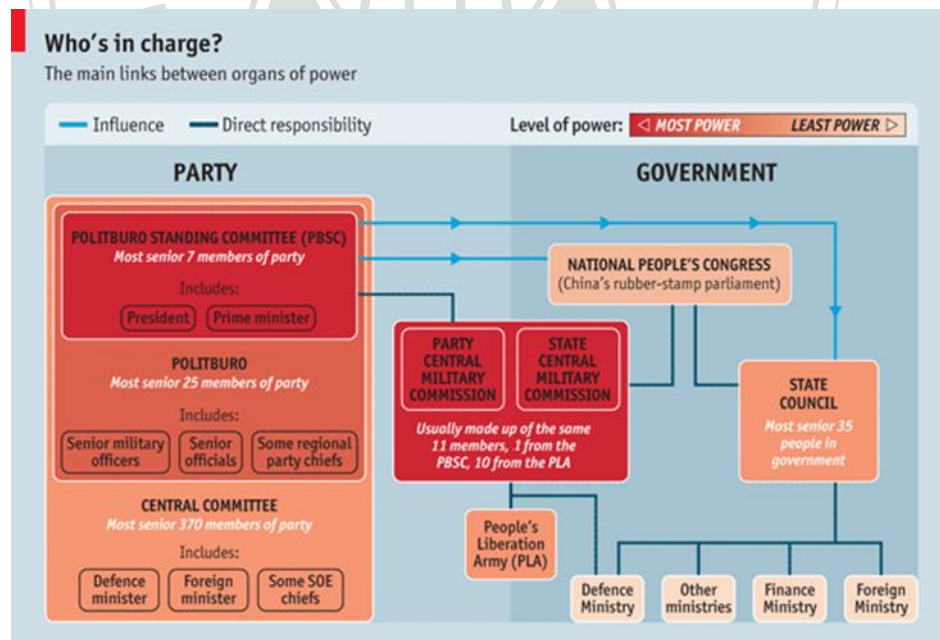 Who's in charge?
The main links between organs of power
Influence
Direct responsibility
Level of power:
◁ MOST POWER
LEAST POWER ▷
PARTY
GOVERNMENT
POLITBURO STANDING COMMITTEE (PBSC)
Most senior 7 members of party
Includes:
President
Prime minister
POLITBURO
Most senior 25 members of party
Includes:
Senior military
officers
Senior
officials
Some regional
party chiefs
CENTRAL COMMITTEE
Most senior 370 members of party
Includes:
Defence
minister
Foreign
minister
Some SOE
chiefs
NATIONAL PEOPLE'S CONGRESS
(China's rubber-stamp parliament)
PARTY
CENTRAL
MILITARY
COMMISSION
STATE
CENTRAL
MILITARY
COMMISSION
Usually made up of the same
11 members, 1 from the
PBSC, 10 from the PLA
STATE
COUNCIL
Most senior 35
people in
government
People's
Liberation
Army (PLA)
Defence
Ministry
Other
ministries
Finance
Ministry
Foreign
Ministry